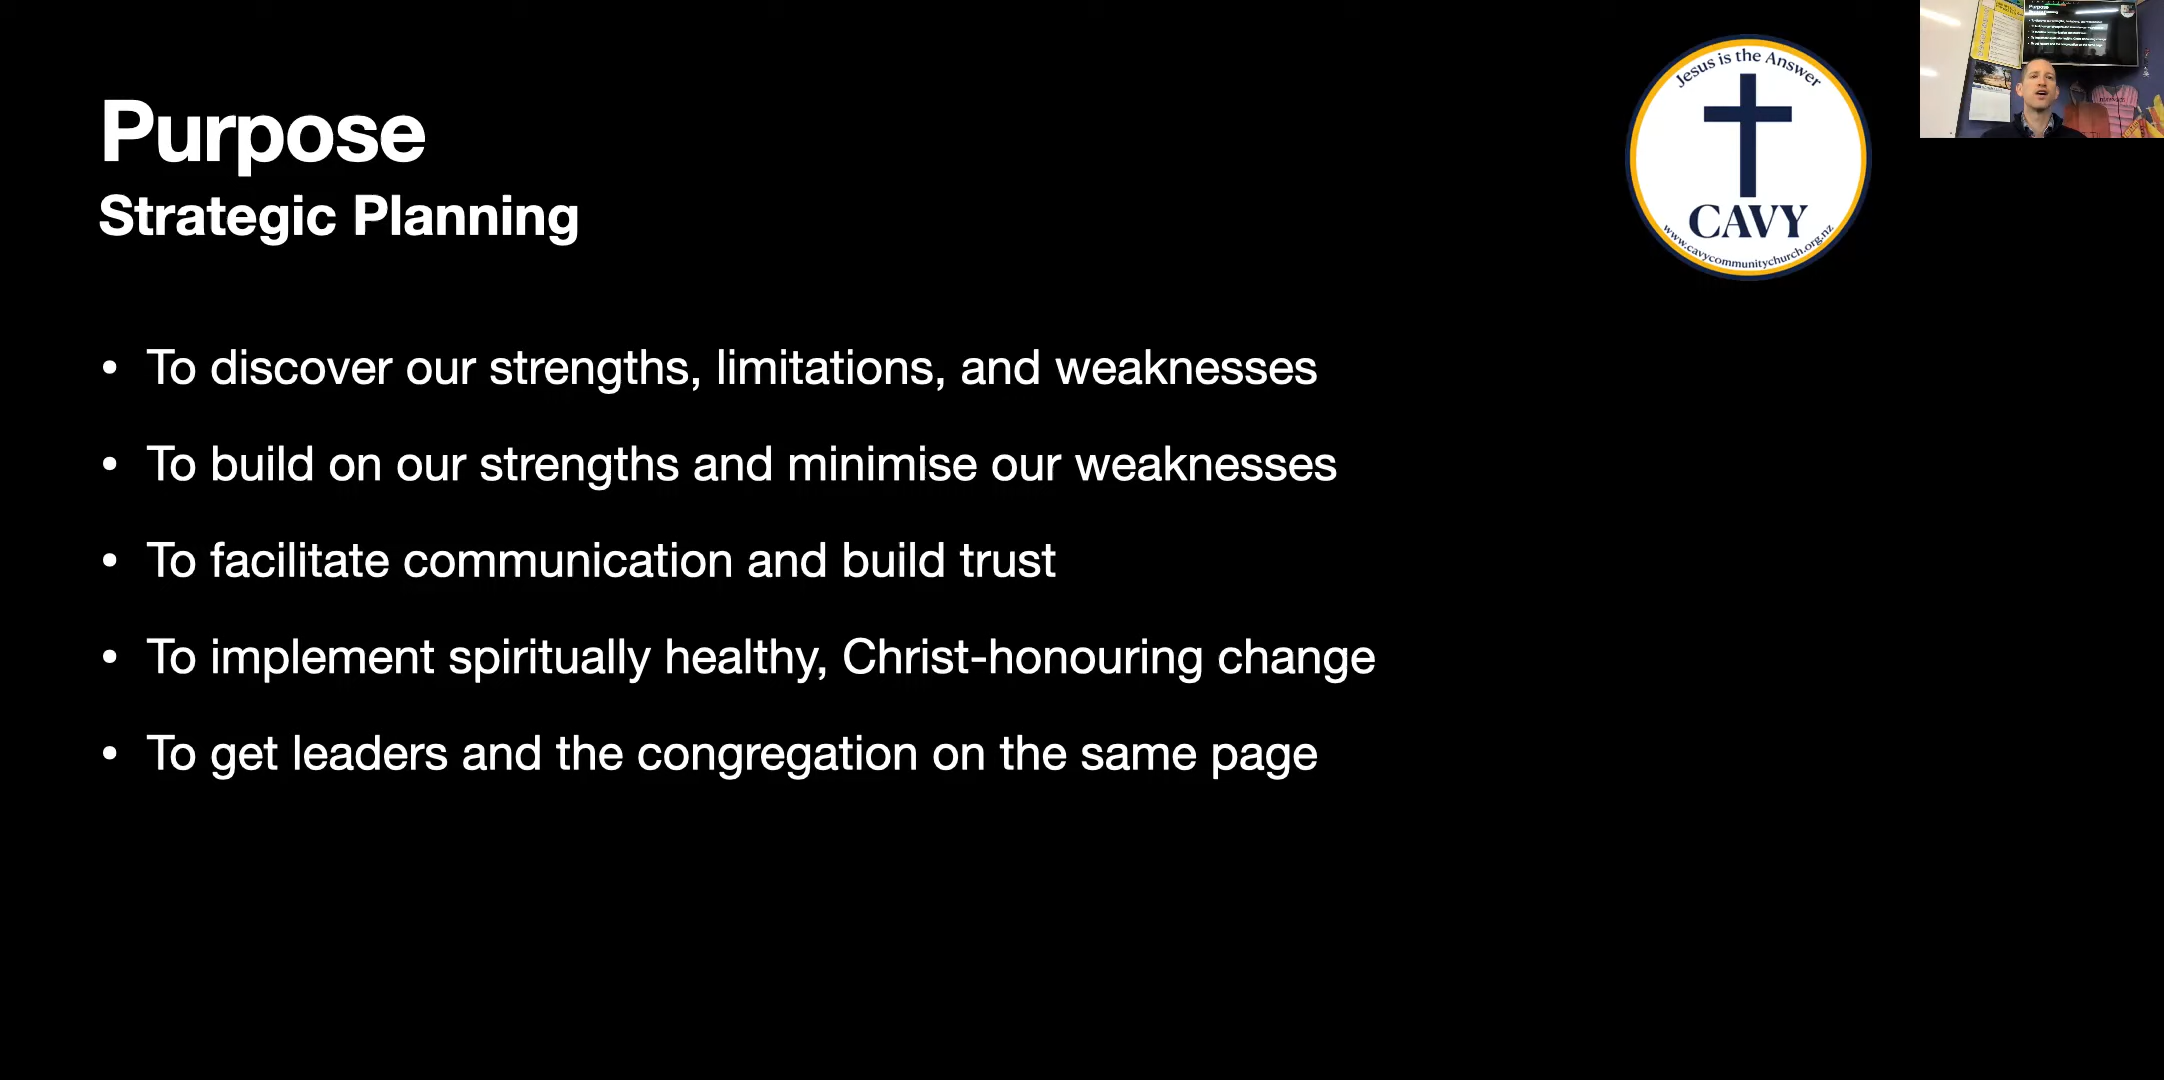 Purpose
Strategic Planning
Jesus is the Answer
CAVY
www.cavycommunitychurch.org.nz
• To discover our strengths, limitations, and weaknesses
• To build on our strengths and minimise our weaknesses
• To facilitate communication and build trust
• To implement spiritually healthy, Christ-honouring change
• To get leaders and the congregation on the same page